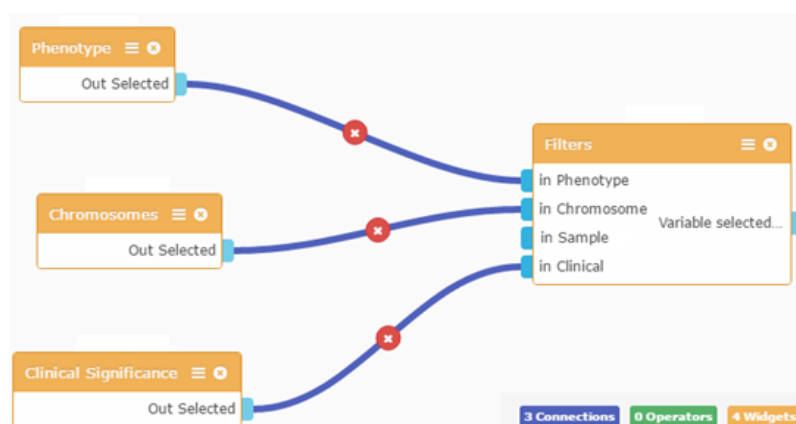 Phenotype
Out Selected
Chromosomes
Out Selected
Clinical Significance
Out Selected
Filters
in Phenotype
in Chromosome
in Sample
in Clinical
Variable selected...
3 Connections
0 Operators
4 Widgets